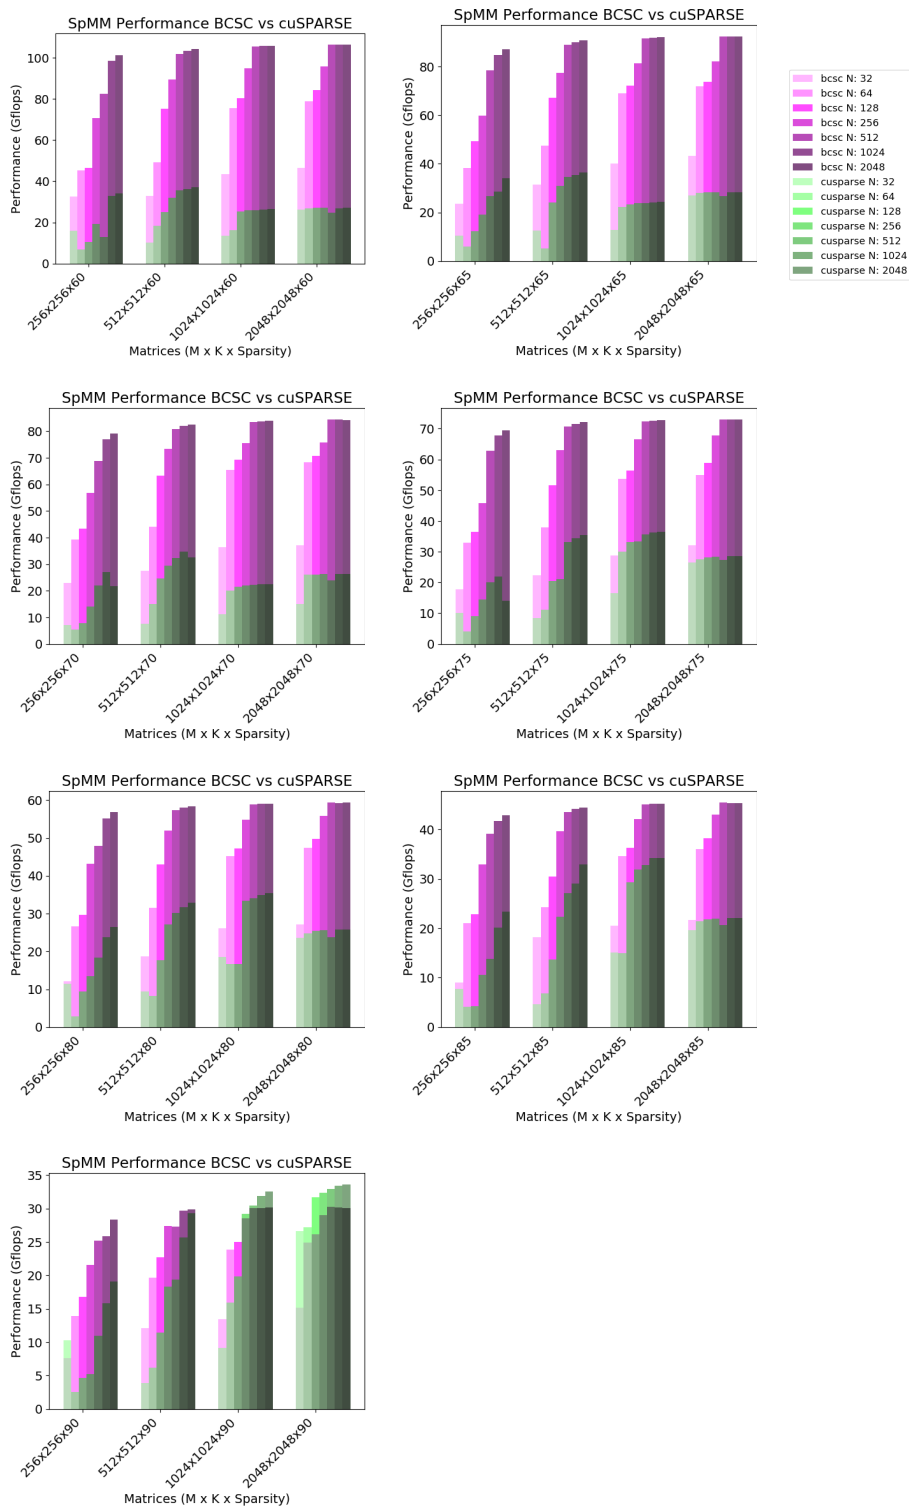 SpMM Performance BCSC vs cuSPARSE
Performance (Gflops)
100
80
60
40
20
0
256x256x60
512x512x60
1024x1024x60
2048x2048x60
Matrices (M x K x Sparsity)
SpMM Performance BCSC vs cuSPARSE
Performance (Gflops)
80
60
40
20
0
256x256x65
512x512x65
1024x1024x65
2048x2048x65
Matrices (M x K x Sparsity)
bcsc N: 32
bcsc N: 64
bcsc N: 128
bcsc N: 256
bcsc N: 512
bcsc N: 1024
bcsc N: 2048
cusparse N: 32
cusparse N: 64
cusparse N: 128
cusparse N: 256
cusparse N: 512
cusparse N: 1024
cusparse N: 2048
SpMM Performance BCSC vs cuSPARSE
Performance (Gflops)
80
70
60
50
40
30
20
10
0
256x256x70
512x512x70
1024x1024x70
2048x2048x70
Matrices (M x K x Sparsity)
SpMM Performance BCSC vs cuSPARSE
Performance (Gflops)
70
60
50
40
30
20
10
0
256x256x75
512x512x75
1024x1024x75
2048x2048x75
Matrices (M x K x Sparsity)
SpMM Performance BCSC vs cuSPARSE
Performance (Gflops)
60
50
40
30
20
10
0
256x256x80
512x512x80
1024x1024x80
2048x2048x80
Matrices (M x K x Sparsity)
SpMM Performance BCSC vs cuSPARSE
Performance (Gflops)
40
30
20
10
0
256x256x85
512x512x85
1024x1024x85
2048x2048x85
Matrices (M x K x Sparsity)
SpMM Performance BCSC vs cuSPARSE
Performance (Gflops)
35
30
25
20
15
10
5
0
256x256x90
512x512x90
1024x1024x90
2048x2048x90
Matrices (M x K x Sparsity)